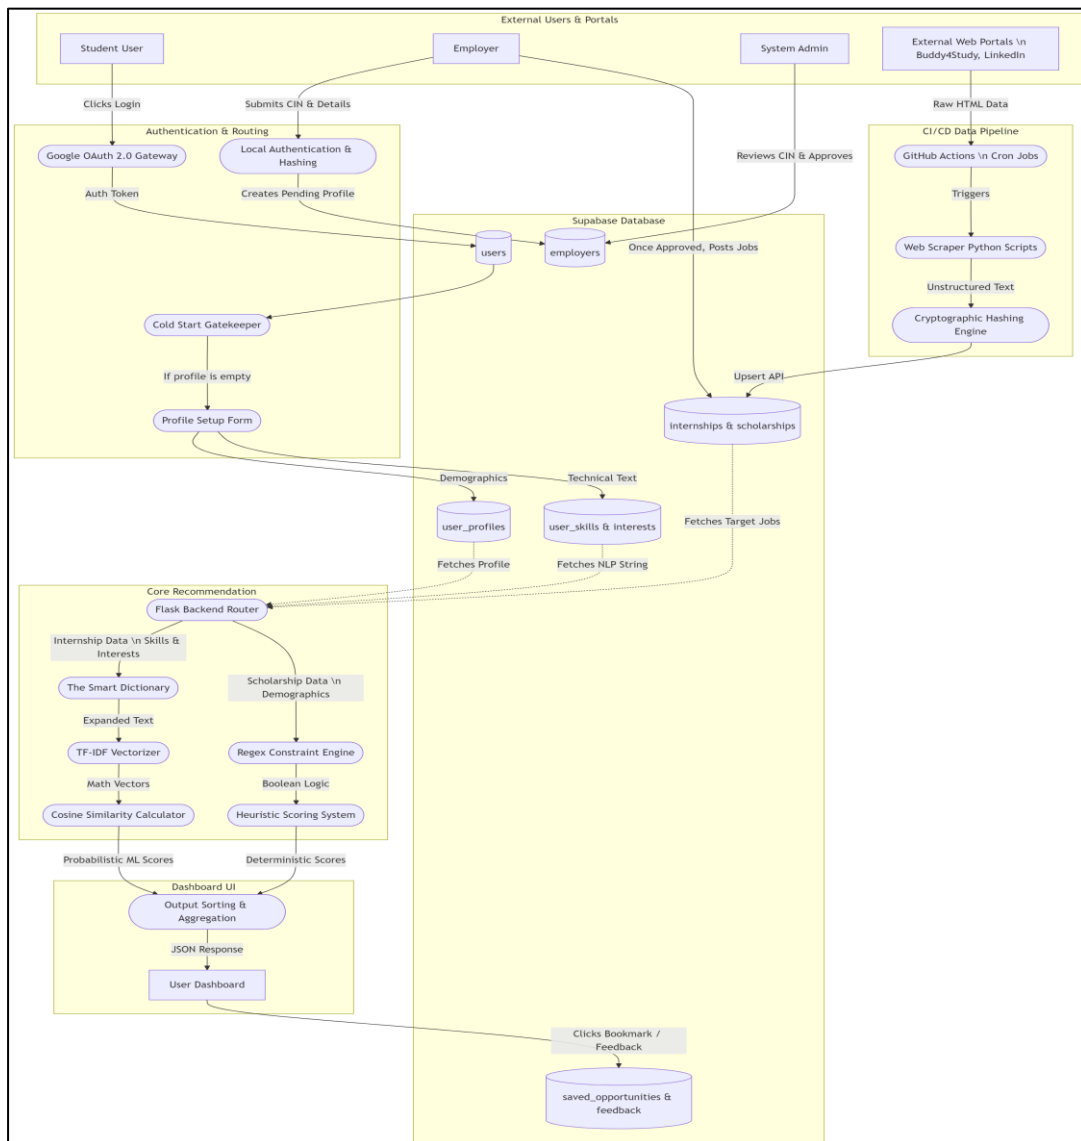 External Users & Portals
Student User
Employer
System Admin
External Web Portals \n
Buddy4Study, LinkedIn
Clicks Login
Submits CIN & Details
Raw HTML Data
Authentication & Routing
CI/CD Data Pipeline
Google OAuth 2.0 Gateway
Local Authentication &
Hashing
Reviews CIN & Approves
GitHub Actions \n Cron Jobs
Auth Token
Creates Pending Profile
Triggers
Supabase Database
users
employers
Once Approved, Posts Jobs
Web Scraper Python Scripts
Unstructured Text
Cold Start Gatekeeper
Cryptographic Hashing
Engine
If profile is empty
Upsert API
Profile Setup Form
internships & scholarships
Demographics
Technical Text
user_profiles
user_skills & interests
Fetches Target Jobs
Fetches Profile
Fetches NLP String
Core Recommendation
Flask Backend Router
Internship Data \n Skills &
Interests
Scholarship Data \n
Demographics
The Smart Dictionary
Expanded Text
TF-IDF Vectorizer
Regex Constraint Engine
Math Vectors
Boolean Logic
Cosine Similarity Calculator
Heuristic Scoring System
Probabilistic ML Scores
Deterministic Scores
Dashboard UI
Output Sorting &
Aggregation
JSON Response
User Dashboard
Clicks Bookmark /
Feedback
saved_opportunities &
feedback